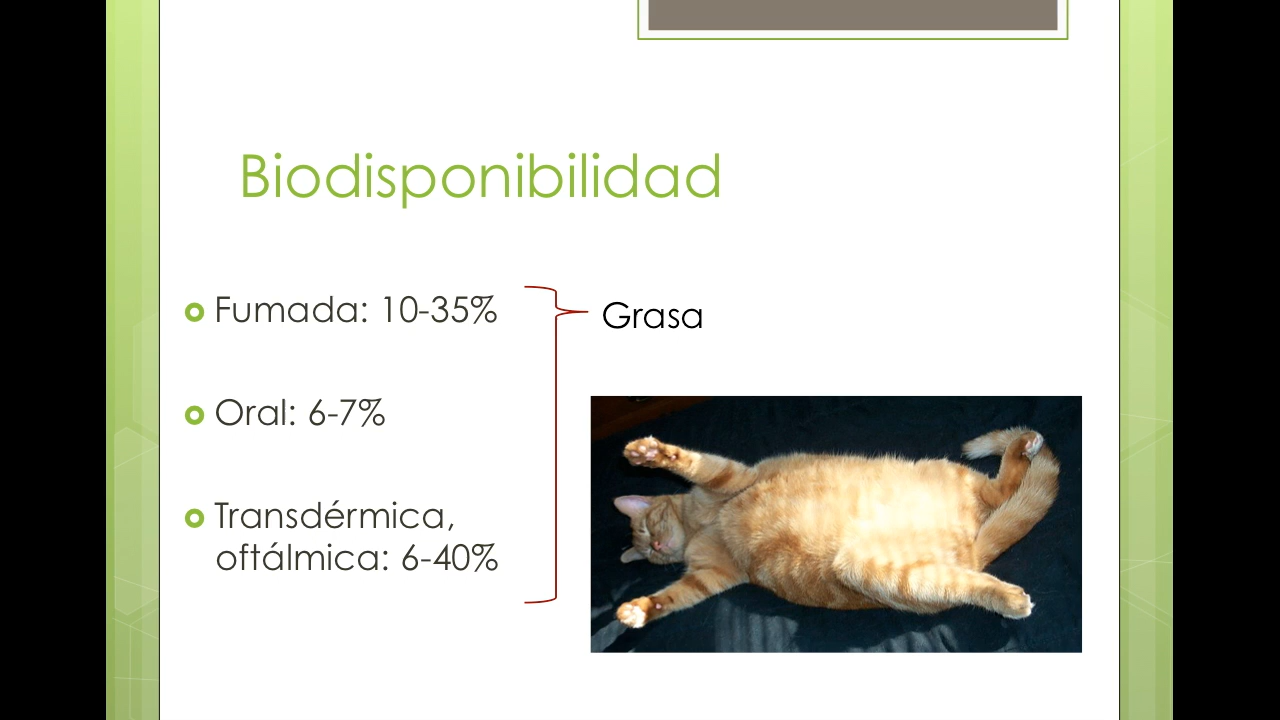 Biodisponibilidad
Fumada: 10-35%
Grasa
Oral: 6-7%
Transdérmica,
oftálmica: 6-40%